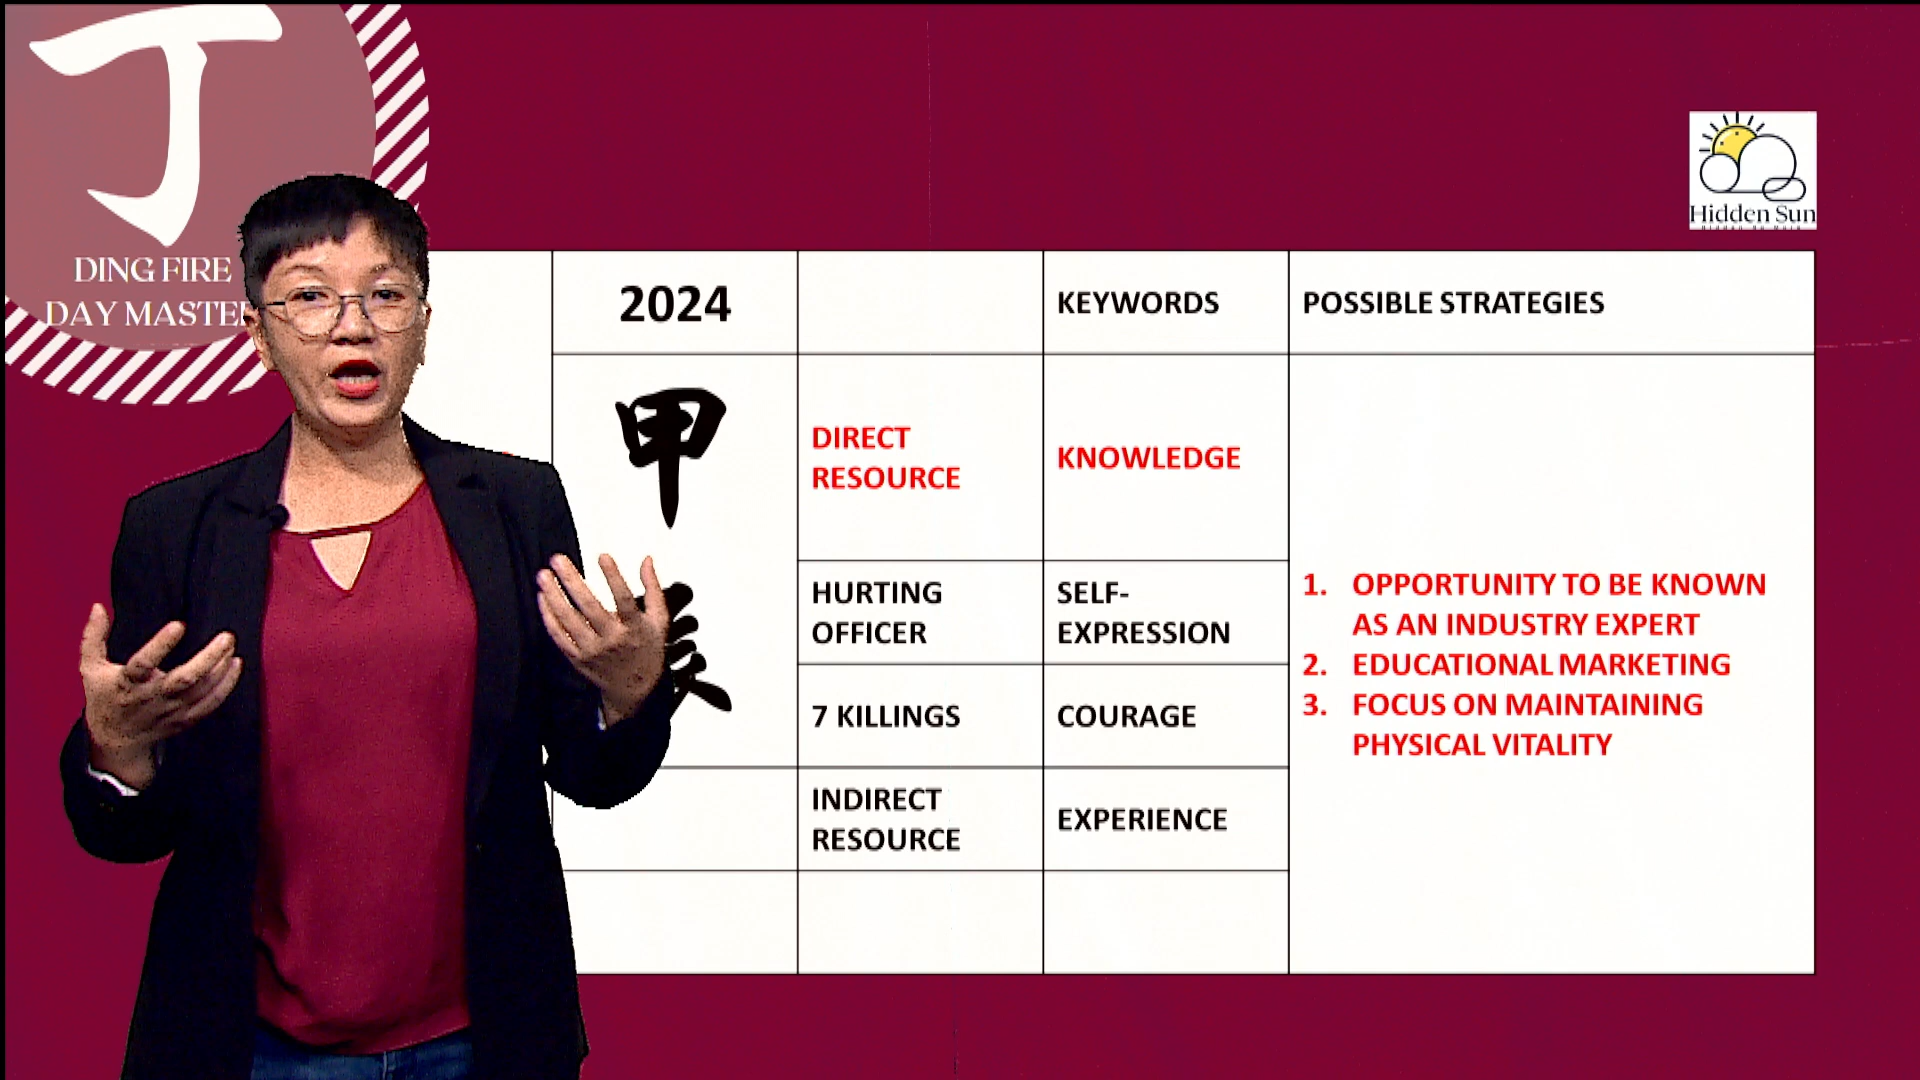 丁
DING FIRE
DAY MASTE
Hidden Sun
2024
KEYWORDS
POSSIBLE STRATEGIES
甲
DIRECT
RESOURCE
KNOWLEDGE
HURTING
OFFICER
SELF-
EXPRESSION
7 KILLINGS
COURAGE
INDIRECT
RESOURCE
EXPERIENCE
1. OPPORTUNITY TO BE KNOWN
AS AN INDUSTRY EXPERT
2. EDUCATIONAL MARKETING
3. FOCUS ON MAINTAINING
PHYSICAL VITALITY